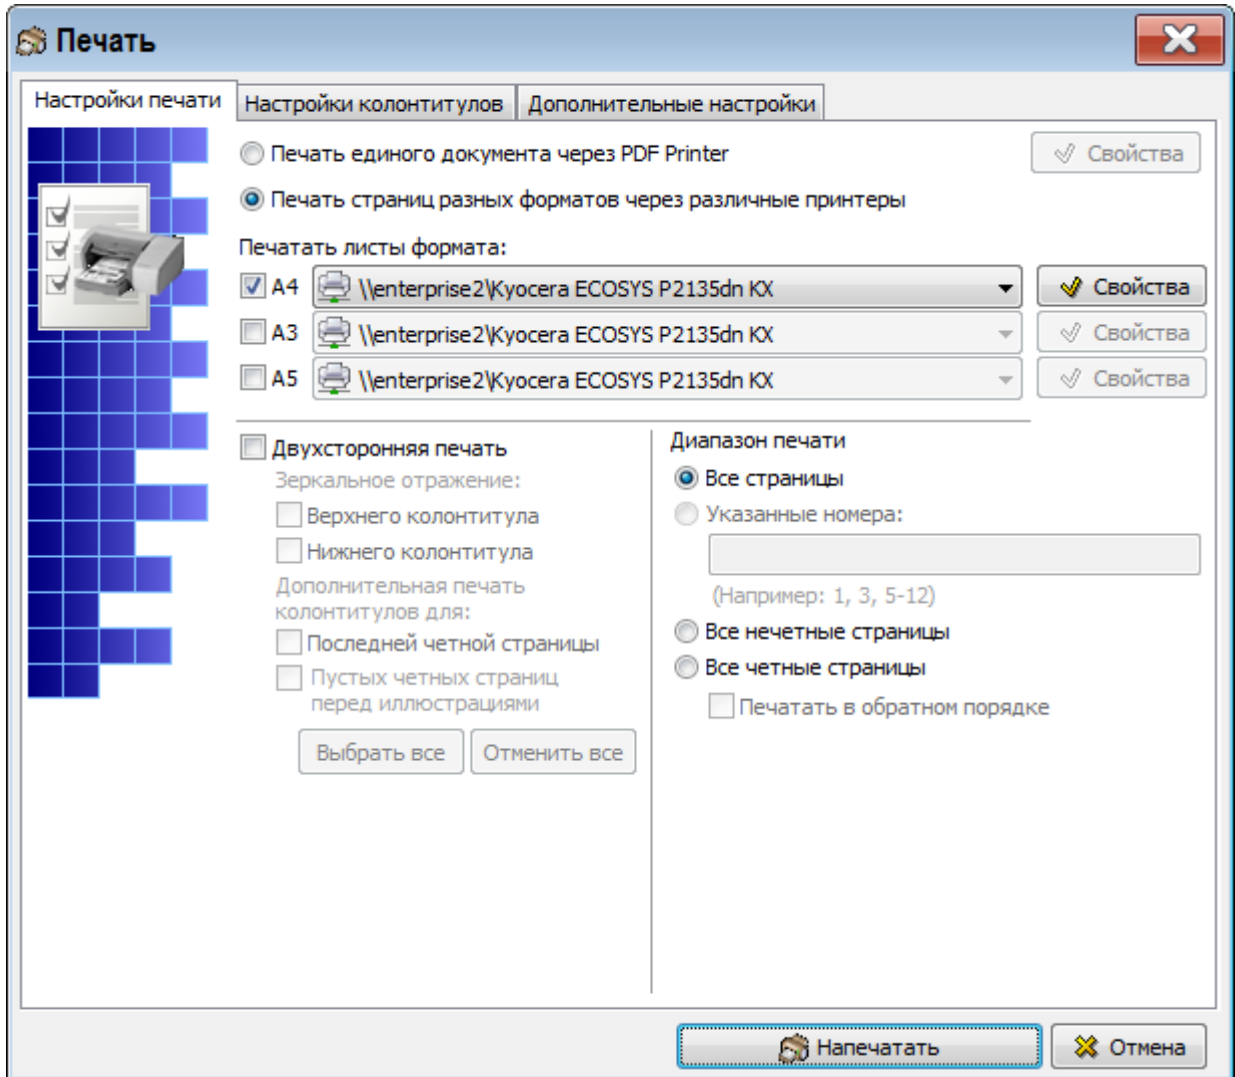 Печать
Настройки печати Настройки колонтитулов Дополнительные настройки
Печать единого документа через PDF Printer Свойства
Печать страниц разных форматов через различные принтеры
Печатать листы формата:
A4 \\enterprise2\Kyocera ECOSYS P2135dn KX Свойства
A3 \\enterprise2\Kyocera ECOSYS P2135dn KX Свойства
A5 \\enterprise2\Kyocera ECOSYS P2135dn KX Свойства
Двухсторонняя печать
Зеркальное отражение:
Верхнего колонтитула
Нижнего колонтитула
Дополнительная печать
колонтитулов для:
Последней четной страницы
Пустых четных страниц
перед иллюстрациями
Выбрать все Отменить все
Диапазон печати
Все страницы
Указанные номера:
(Например: 1, 3, 5-12)
Все нечетные страницы
Все четные страницы
Печатать в обратном порядке
Напечатать Отмена